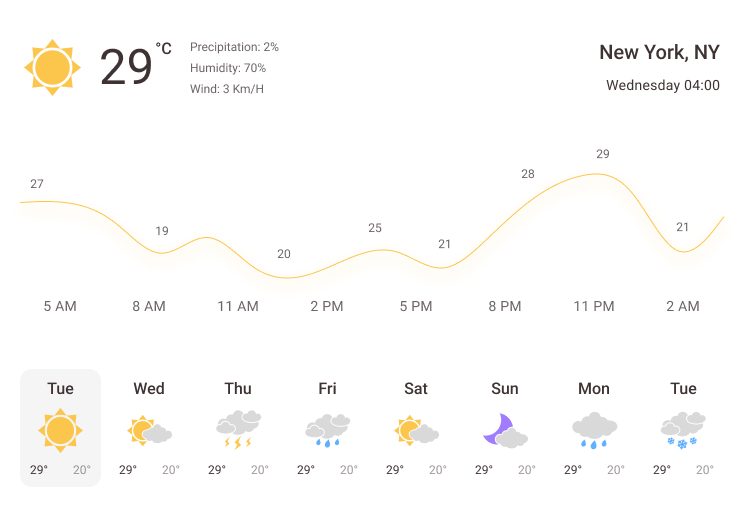 29 °C
Precipitation: 2%
Humidity: 70%
Wind: 3 Km/H
New York, NY
Wednesday 04:00
27 19 20 25 21 28 29 21
5 AM 8 AM 11 AM 2 PM 5 PM 8 PM 11 PM 2 AM
Tue Wed Thu Fri Sat Sun Mon Tue
29° 20° 29° 20° 29° 20° 29° 20° 29° 20° 29° 20° 29° 20° 29° 20°